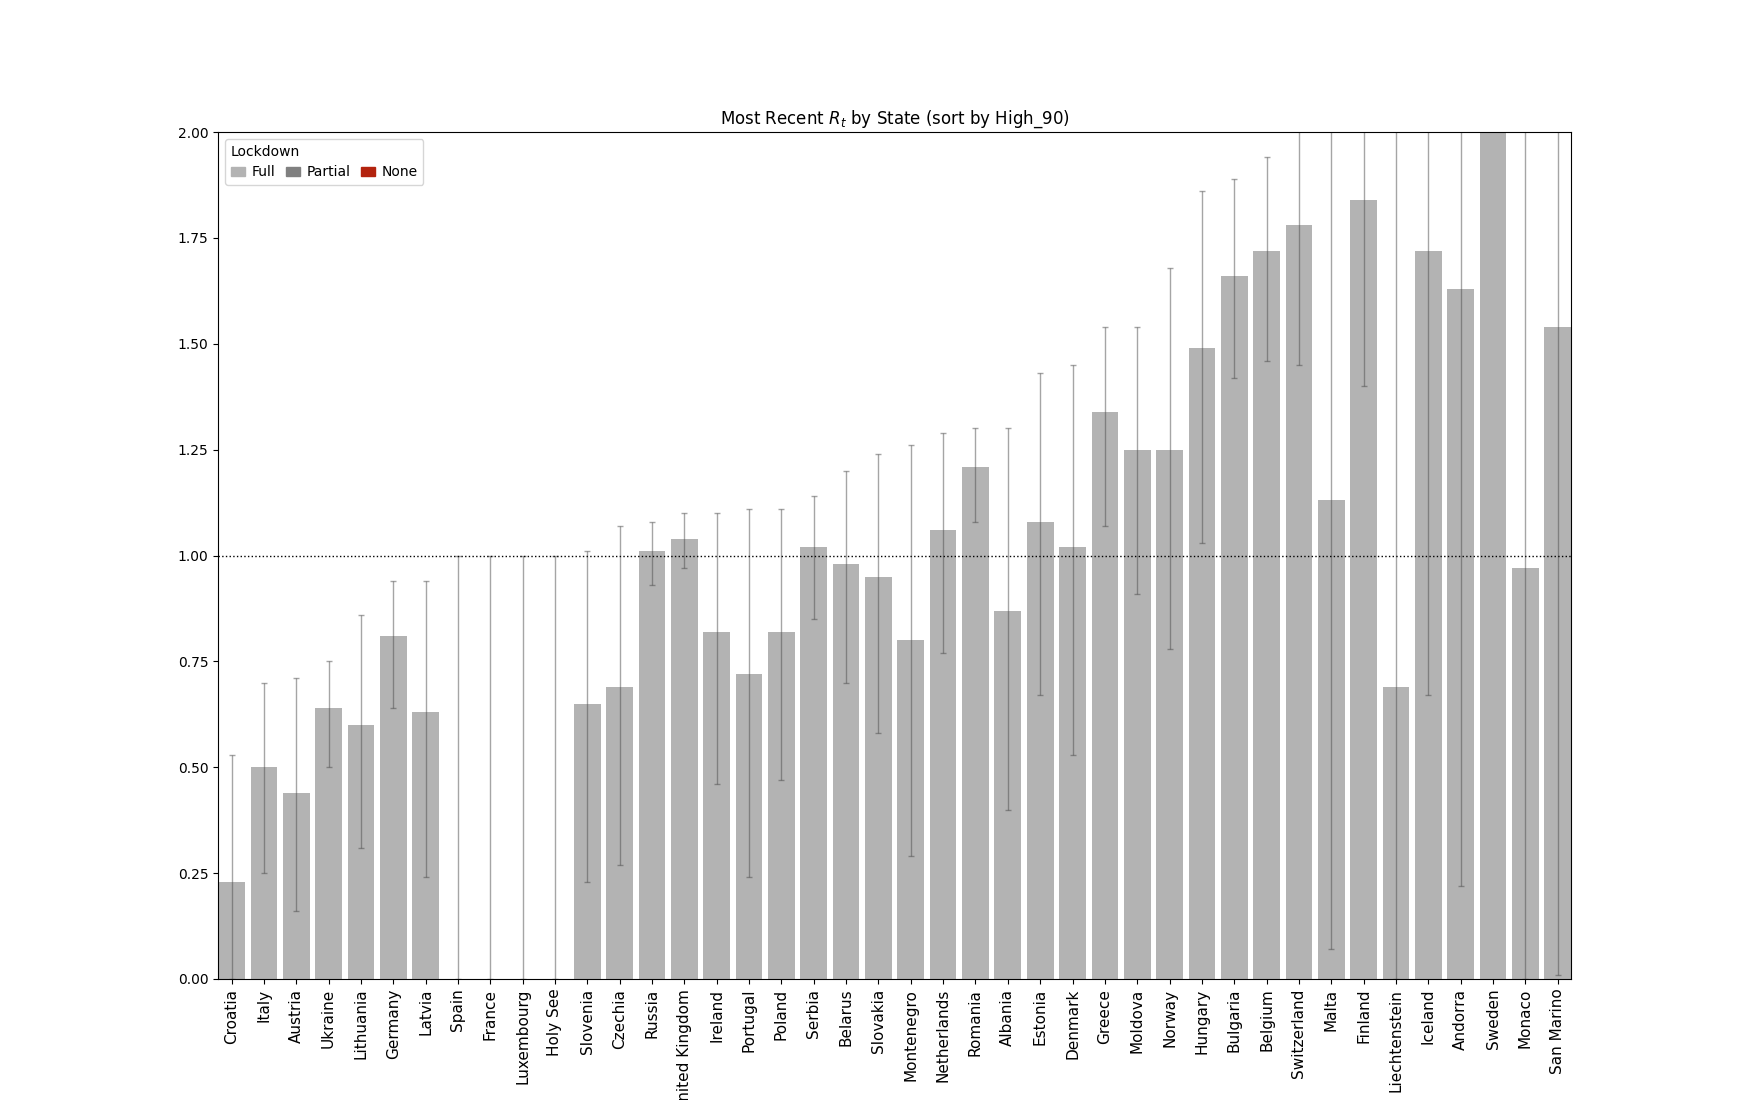 Most Recent R_t by State (sort by High_90)
2.00
1.75
1.50
1.25
1.00
0.75
0.50
0.25
0.00
Lockdown
Full Partial None
Croatia
Italy
Austria
Ukraine
Lithuania
Germany
Latvia
Spain
France
Luxembourg
Holy See
Slovenia
Czechia
Russia
nited Kingdom
Ireland
Portugal
Poland
Serbia
Belarus
Slovakia
Montenegro
Netherlands
Romania
Albania
Estonia
Denmark
Greece
Moldova
Norway
Hungary
Bulgaria
Belgium
Switzerland
Malta
Finland
Liechtenstein
Iceland
Andorra
Sweden
Monaco
San Marino